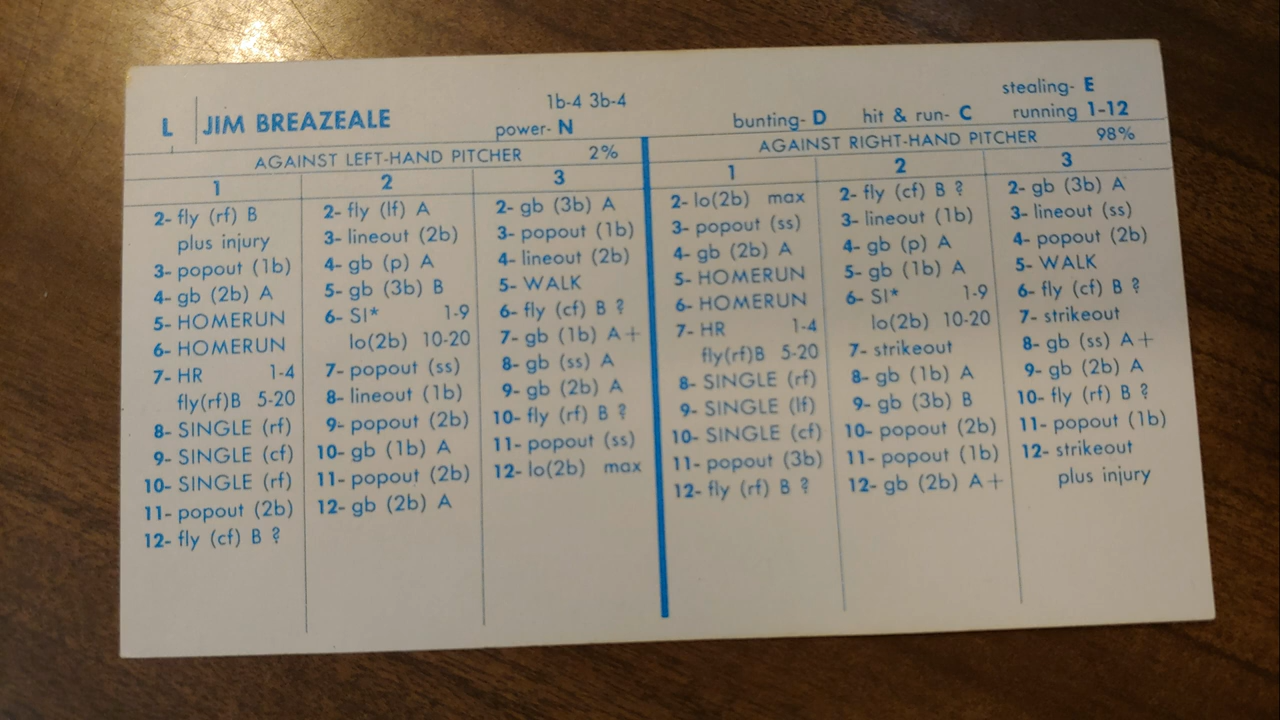 L JIM BREAZEALE
1b-4 3b-4
power- N
bunting- D hit & run- C
stealing- E
running 1-12
AGAINST LEFT-HAND PITCHER 2%
1
2- fly (rf) B
plus injury
3- popout (1b)
4- gb (2b) A
5- HOMERUN
6- HOMERUN
7- HR 1-4
fly(rf)B 5-20
8- SINGLE (rf)
9- SINGLE (cf)
10- SINGLE (rf)
11- popout (2b)
12- fly (cf) B ?
2
2- fly (lf) A
3- lineout (2b)
4- gb (p) A
5- gb (3b) B
6- SI* 1-9
lo(2b) 10-20
7- popout (ss)
8- lineout (1b)
9- popout (2b)
10- gb (1b) A
11- popout (2b)
12- gb (2b) A
3
2- gb (3b) A
3- popout (1b)
4- lineout (2b)
5- WALK
6- fly (cf) B ?
7- gb (1b) A+
8- gb (ss) A
9- gb (2b) A
10- fly (rf) B ?
11- popout (ss)
12- lo(2b) max
AGAINST RIGHT-HAND PITCHER 98%
1
2- lo(2b) max
3- popout (ss)
4- gb (2b) A
5- HOMERUN
6- HOMERUN
7- HR 1-4
fly(rf)B 5-20
8- SINGLE (rf)
9- SINGLE (lf)
10- SINGLE (cf)
11- popout (3b)
12- fly (rf) B ?
2
2- fly (cf) B ?
3- lineout (1b)
4- gb (p) A
5- gb (1b) A
6- SI* 1-9
lo(2b) 10-20
7- strikeout
8- gb (1b) A
9- gb (3b) B
10- popout (2b)
11- popout (1b)
12- gb (2b) A+
3
2- gb (3b) A
3- lineout (ss)
4- popout (2b)
5- WALK
6- fly (cf) B ?
7- strikeout
8- gb (ss) A+
9- gb (2b) A
10- fly (rf) B ?
11- popout (1b)
12- strikeout
plus injury